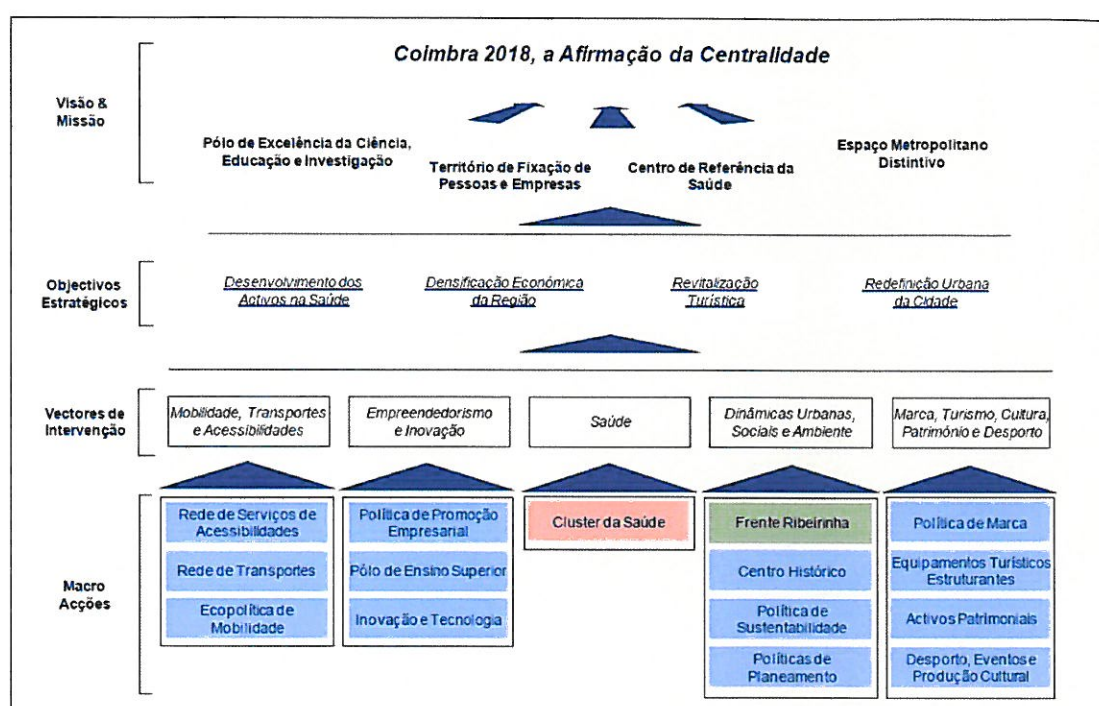 Coimbra 2018, a Afirmação da Centralidade
Visão &
Missão
Pólo de Excelência da Ciência,
Educação e Investigação
Território de Fixação de
Pessoas e Empresas
Centro de Referência da
Saúde
Espaço Metropolitano
Distintivo
Objectivos
Estratégicos
Desenvolvimento dos
Activos na Saúde
Densificação Económica
da Região
Revitalização
Turística
Redefinição Urbana
da Cidade
Vectores de
Intervenção
Mobilidade, Transportes
e Acessibilidades
Empreendedorismo
e Inovação
Saúde
Dinâmicas Urbanas,
Sociais e Ambiente
Marca, Turismo, Cultura,
Património e Desporto
Macro
Acções
Rede de Serviços de
Acessibilidades
Rede de Transportes
Ecopolítica de
Mobilidade
Política de Promoção
Empresarial
Pólo de Ensino Superior
Inovação e Tecnologia
Cluster da Saúde
Frente Ribeirinha
Centro Histórico
Política de
Sustentabilidade
Políticas de
Planeamento
Política de Marca
Equipamentos Turísticos
Estruturantes
Activos Patrimoniais
Desporto, Eventos e
Produção Cultural